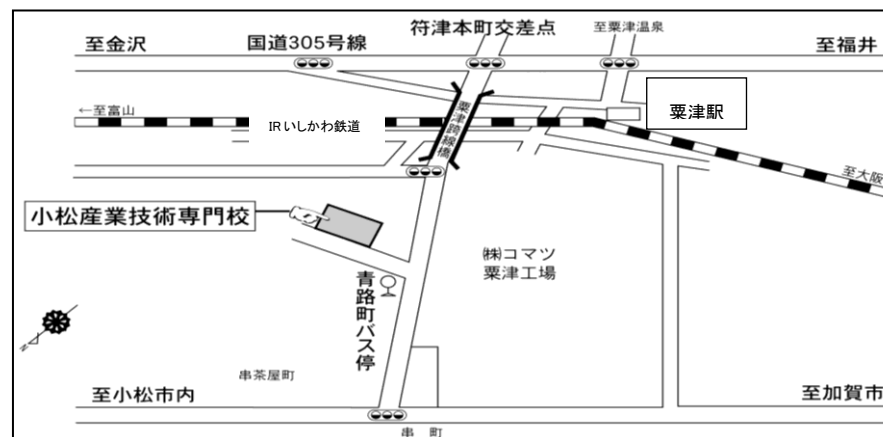 符津本町交差点
至粟津温泉
至金沢
国道305号線
至福井
←至富山
IRいしかわ鉄道
粟津跨線橋
粟津駅
至大阪
小松産業技術専門校
㈱コマツ
粟津工場
青路町バス停
N
串茶屋町
至小松市内
至加賀市
串 町